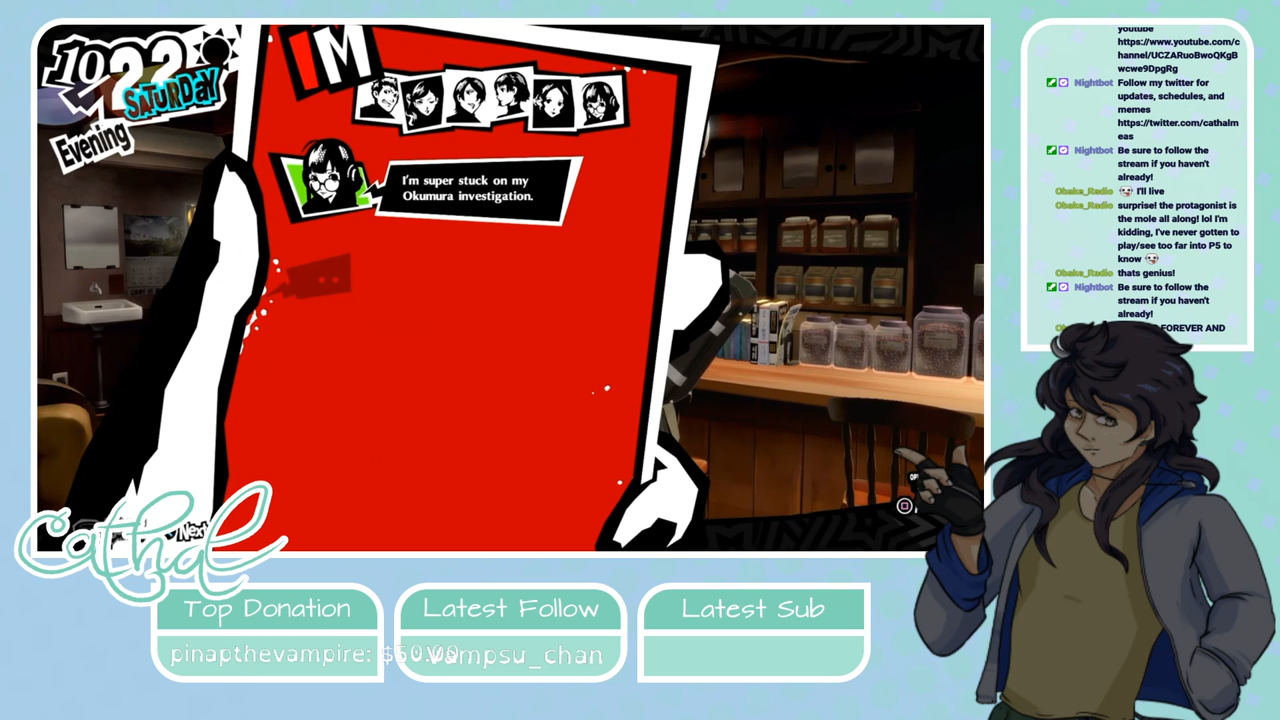 10 22
SATURDAY
Evening
IM
I'm super stuck on my
Okumura investigation.
Next
Cathal
Top Donation
pinapthevampire: $50.00
Latest Follow
vampsu_chan
Latest Sub
youtube
https://www.youtube.com/c
hannel/UCZARuoBwoQKgB
wcwe9DpgRg
Nightbot Follow my twitter for
updates, schedules, and
memes
https://twitter.com/cathalm
eas
Nightbot Be sure to follow the
stream if you haven't
already!
Obake_Radio I'll live
Obake_Radio surprise! the protagonist is
the mole all along! lol I'm
kidding, I've never gotten to
play/see too far into P5 to
know
Obake_Radio thats genius!
Nightbot Be sure to follow the
stream if you haven't
already!
FOREVER AND